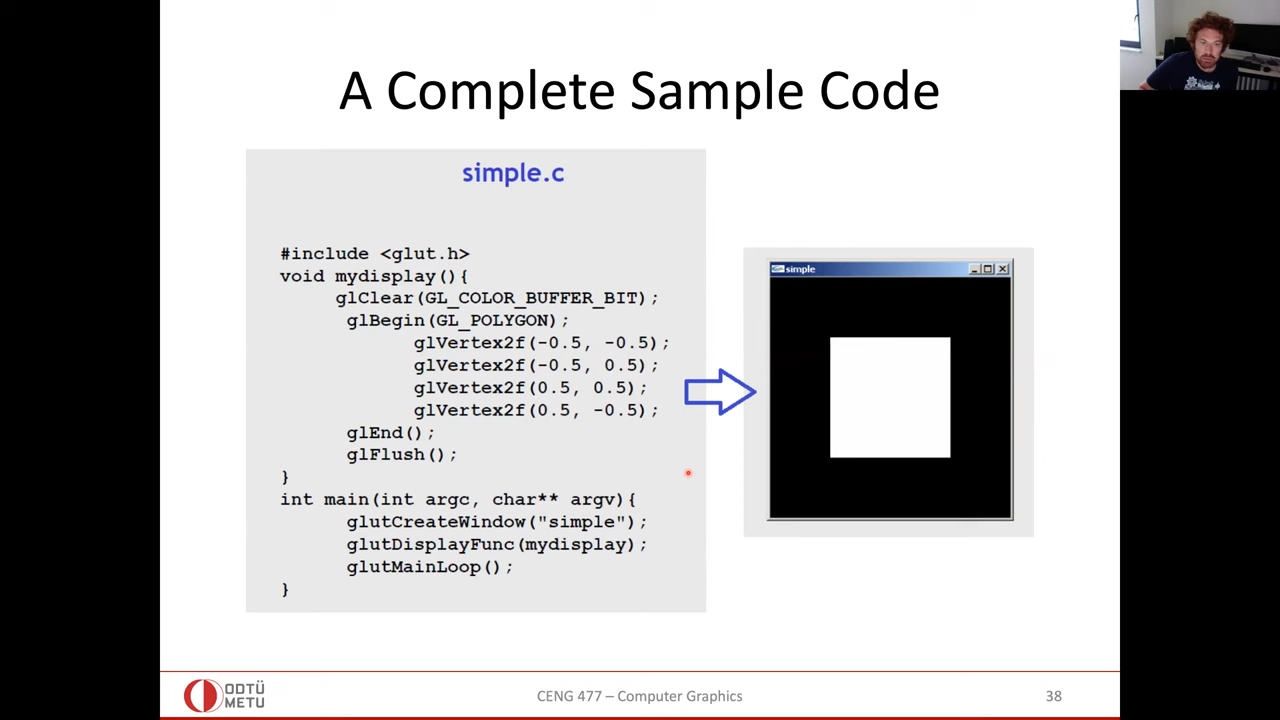 A Complete Sample Code
simple.c
#include <glut.h>
void mydisplay(){
glClear(GL_COLOR_BUFFER_BIT);
glBegin(GL_POLYGON);
glVertex2f(-0.5, -0.5);
glVertex2f(-0.5, 0.5);
glVertex2f(0.5, 0.5);
glVertex2f(0.5, -0.5);
glEnd();
glFlush();
}
int main(int argc, char** argv){
glutCreateWindow("simple");
glutDisplayFunc(mydisplay);
glutMainLoop();
}
simple
ODTÜ
METU
CENG 477 – Computer Graphics
38